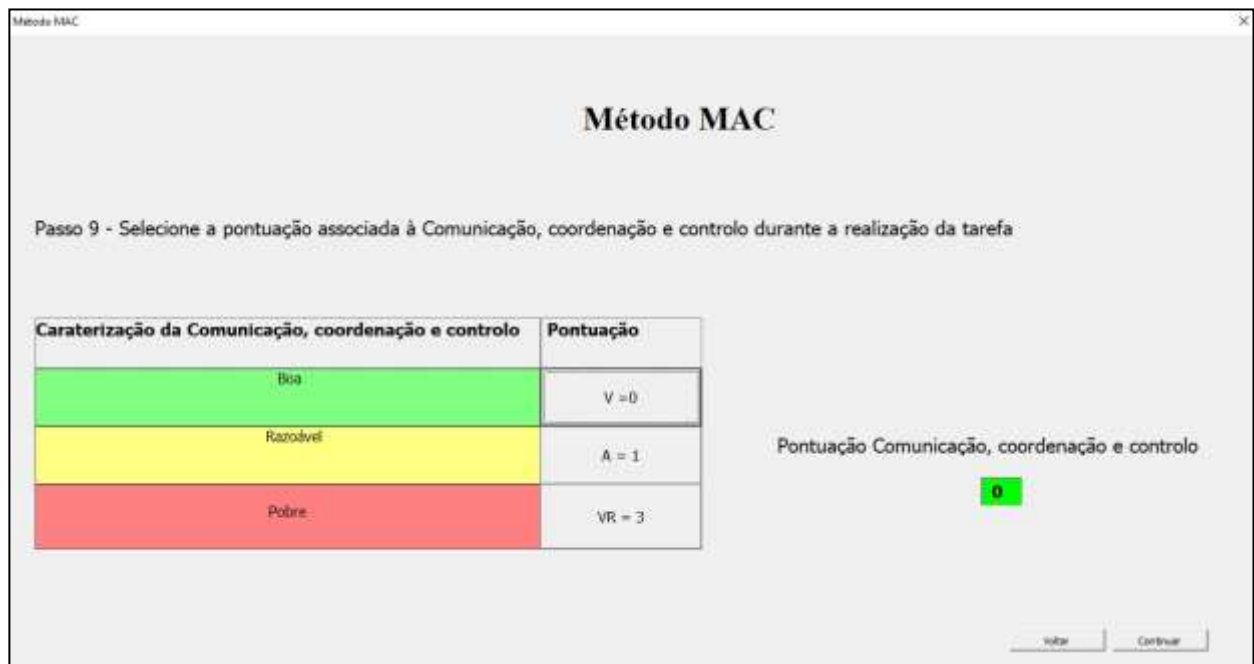 Método MAC
Método MAC
Passo 9 - Selecione a pontuação associada à Comunicação, coordenação e controlo durante a realização da tarefa
Caraterização da Comunicação, coordenação e controlo Pontuação
Boa V =0
Razoável A = 1
Pobre VR = 3
Pontuação Comunicação, coordenação e controlo
0
Voltar Continuar